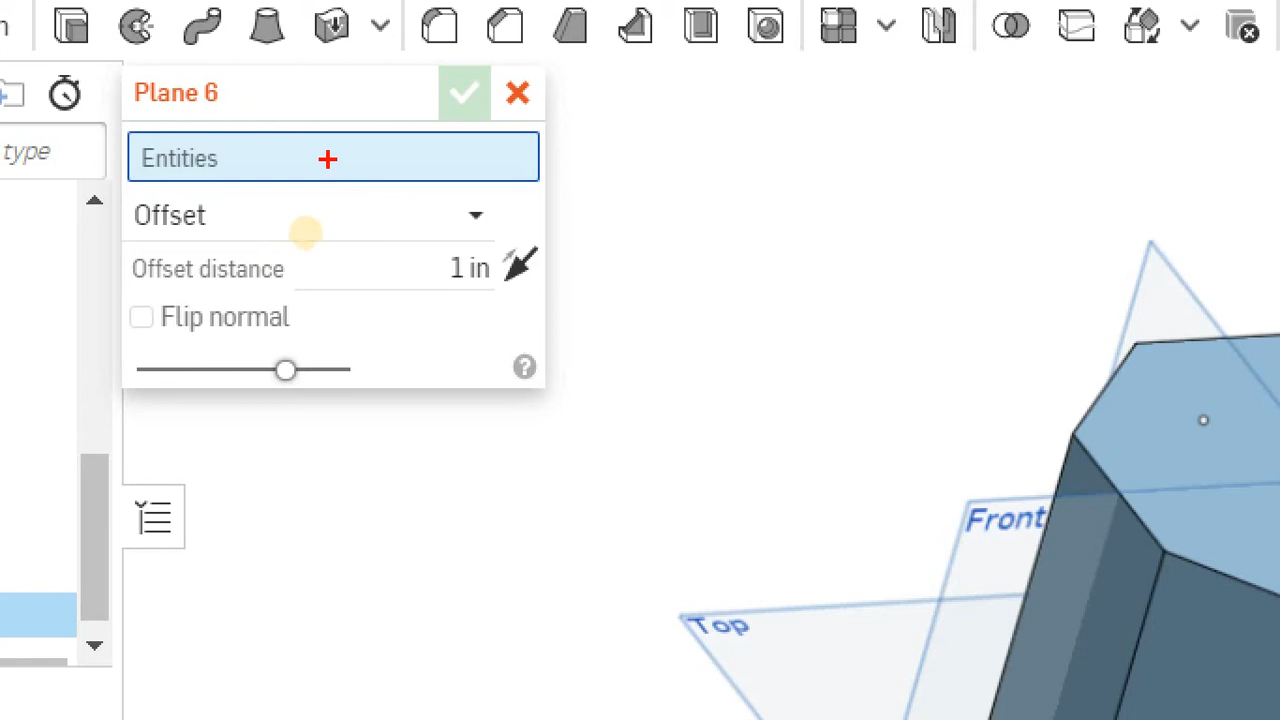 n
Plane 6
type
Entities
Offset
Offset distance 1 in
Flip normal
Front
Top